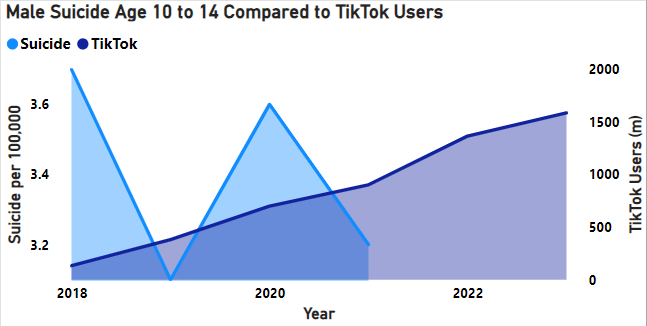 Male Suicide Age 10 to 14 Compared to TikTok Users
Suicide TikTok
2000
3.6
1500
3.4
1000
3.2
500
0
Suicide per 100.000
TikTok Users (m)
2018 2020 2022
Year